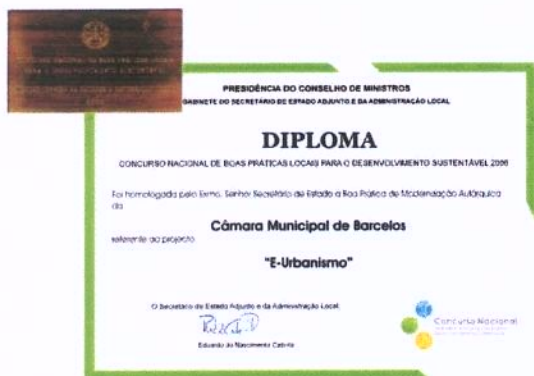 PRESIDÊNCIA DO CONSELHO DE MINISTROS
GABINETE DO SECRETÁRIO DE ESTADO ADJUNTO E DA ADMINISTRAÇÃO LOCAL
DIPLOMA
CONCURSO NACIONAL DE BOAS PRÁTICAS LOCAIS PARA O DESENVOLVIMENTO SUSTENTÁVEL 2006
Foi homologada pelo Exmo. Senhor Secretário de Estado a Boa Prática de Modernização Autárquica
da
Câmara Municipal de Barcelos
referente ao projecto
"E-Urbanismo"
O Secretário de Estado Adjunto e da Administração Local
Eduardo do Nascimento Cabrita
Concurso Nacional